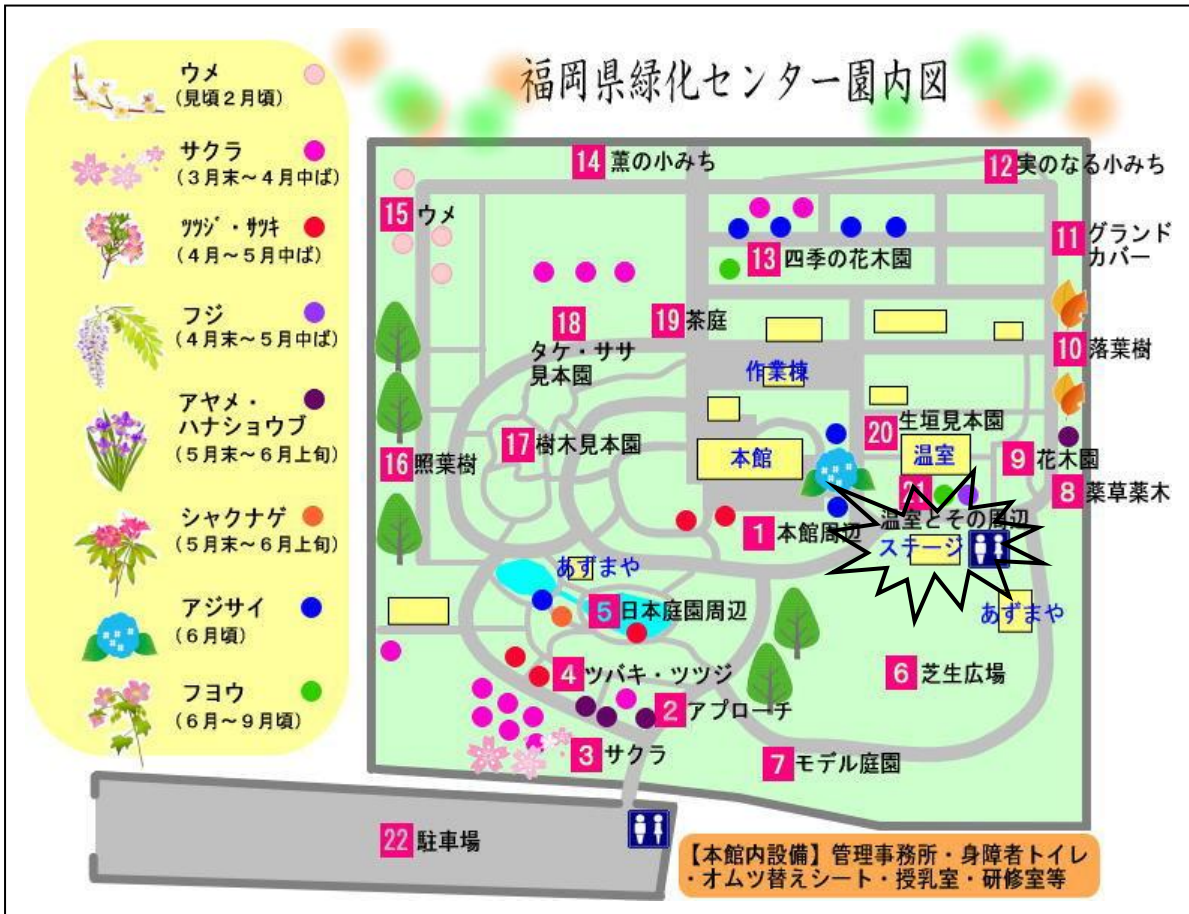 福岡県緑化センター園内図
ウメ
(見頃2月頃)
サクラ
(3月末～4月中ば)
ﾂﾂｼﾞ・ｻﾂｷ
(4月～5月中ば)
フジ
(4月末～5月中ば)
アヤメ・
ハナショウブ
(5月末～6月上旬)
シャクナゲ
(5月末～6月上旬)
アジサイ
(6月頃)
フヨウ
(6月～9月頃)
14 薫の小みち
12 実のなる小みち
15 ウメ
11 グランド
カバー
13 四季の花木園
18
タケ・ササ
見本園
19 茶庭
10 落葉樹
作業棟
20 生垣見本園
17 樹木見本園
本館
温室
9 花木園
16 照葉樹
8 薬草薬木
21
温室とその周辺
1 本館周辺
ステージ
あずまや
5 日本庭園周辺
あずまや
4 ツバキ・ツツジ
6 芝生広場
2 アプローチ
3 サクラ
7 モデル庭園
22 駐車場
【本館内設備】管理事務所・身障者トイレ
・オムツ替えシート・授乳室・研修室等